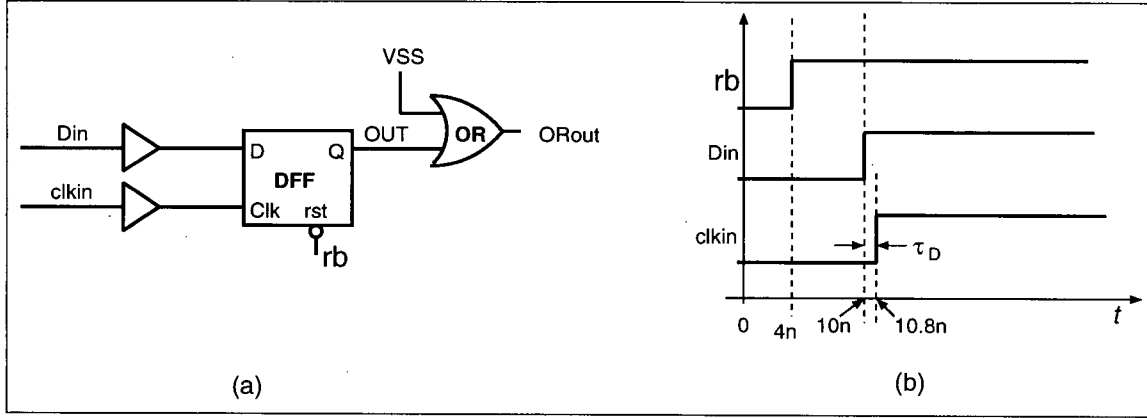 VSS
Din
OUT
OR
ORout
D Q
DFF
clkin
Clk rst
rb
(a)
rb
Din
clkin
τD
0 4n 10n 10.8n t
(b)